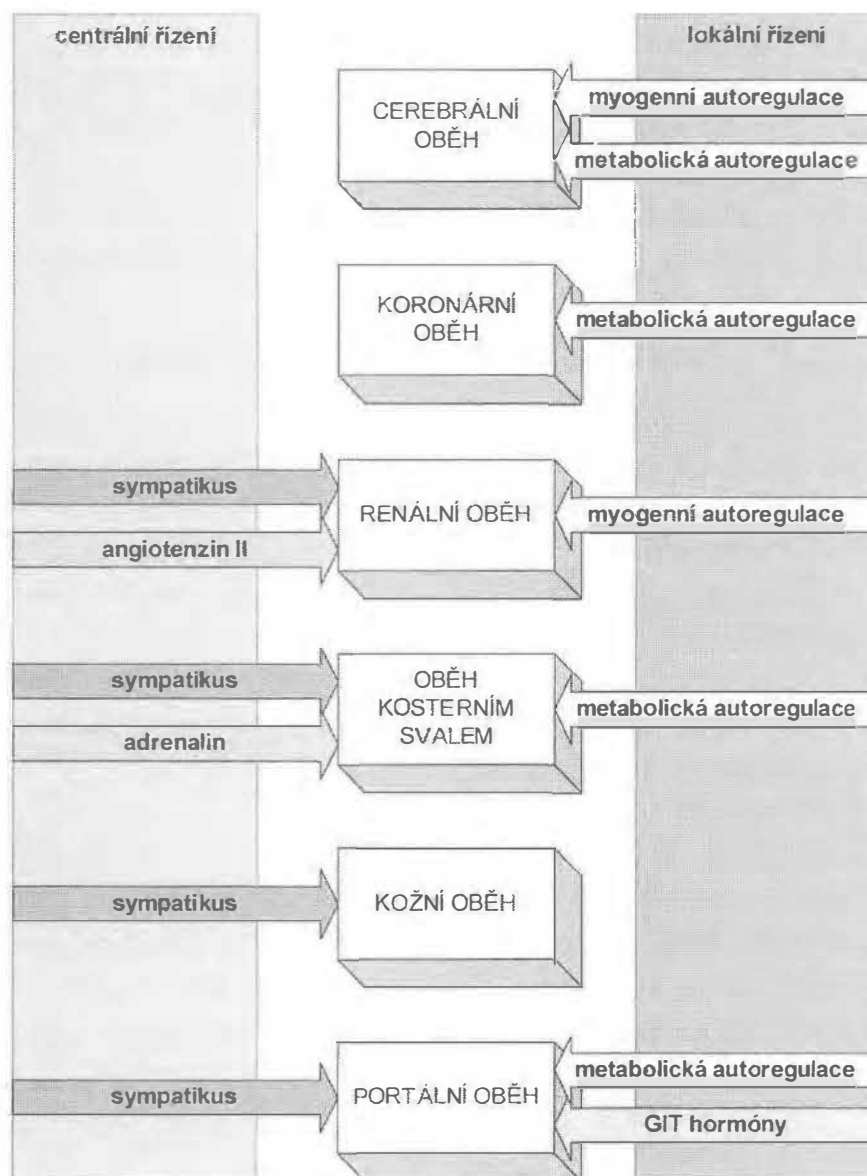 centrální řízení
lokální řízení
CEREBRÁLNÍ
OBĚH
myogenní autoregulace
metabolická autoregulace
KORONÁRNÍ
OBĚH
metabolická autoregulace
sympatikus
angiotenzin II
RENÁLNÍ OBĚH
myogenní autoregulace
sympatikus
adrenalin
OBĚH
KOSTERNÍM
SVALEM
metabolická autoregulace
sympatikus
KOŽNÍ OBĚH
sympatikus
PORTÁLNÍ OBĚH
metabolická autoregulace
GIT hormóny